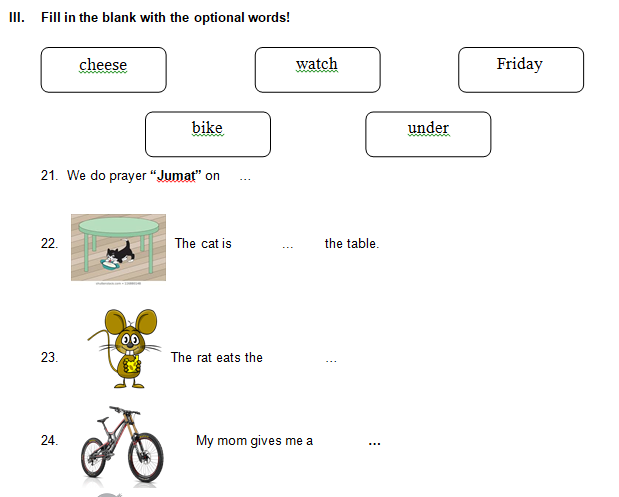 III. Fill in the blank with the optional words!
cheese watch Friday
bike under
21. We do prayer “Jumat” on ...
22. The cat is ... the table.
23. The rat eats the ...
24. My mom gives me a ...